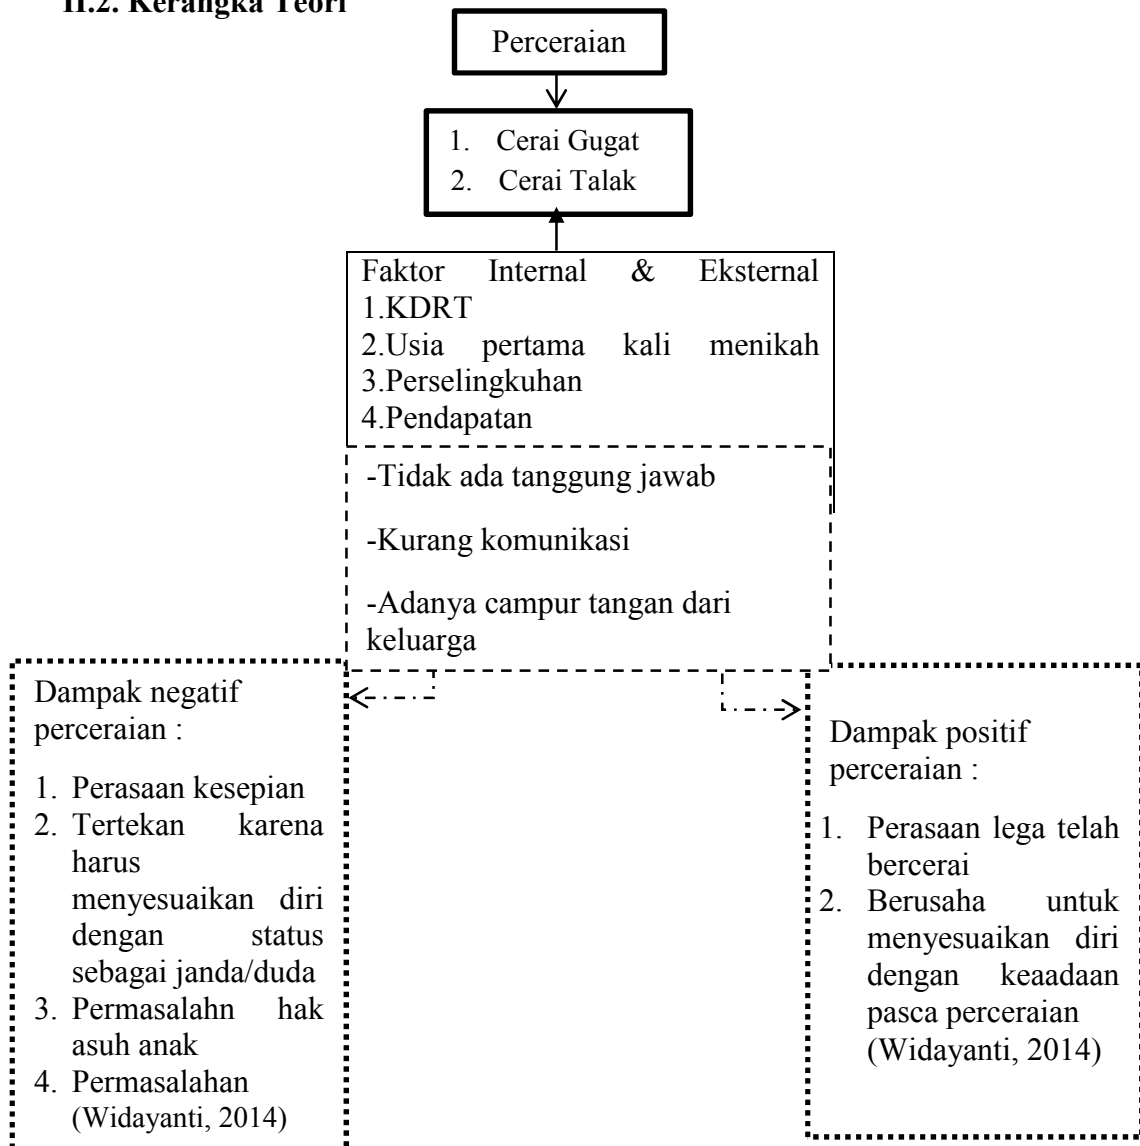 II.2. Kerangka Teori
Perceraian
1. Cerai Gugat
2. Cerai Talak
Faktor Internal & Eksternal
1.KDRT
2.Usia pertama kali menikah
3.Perselingkuhan
4.Pendapatan
-Tidak ada tanggung jawab
-Kurang komunikasi
-Adanya campur tangan dari
keluarga
Dampak negatif
perceraian :
1. Perasaan kesepian
2. Tertekan karena
harus
menyesuaikan diri
dengan status
sebagai janda/duda
3. Permasalahn hak
asuh anak
4. Permasalahan
(Widayanti, 2014)
Dampak positif
perceraian :
1. Perasaan lega telah
bercerai
2. Berusaha untuk
menyesuaikan diri
dengan keaadaan
pasca perceraian
(Widayanti, 2014)